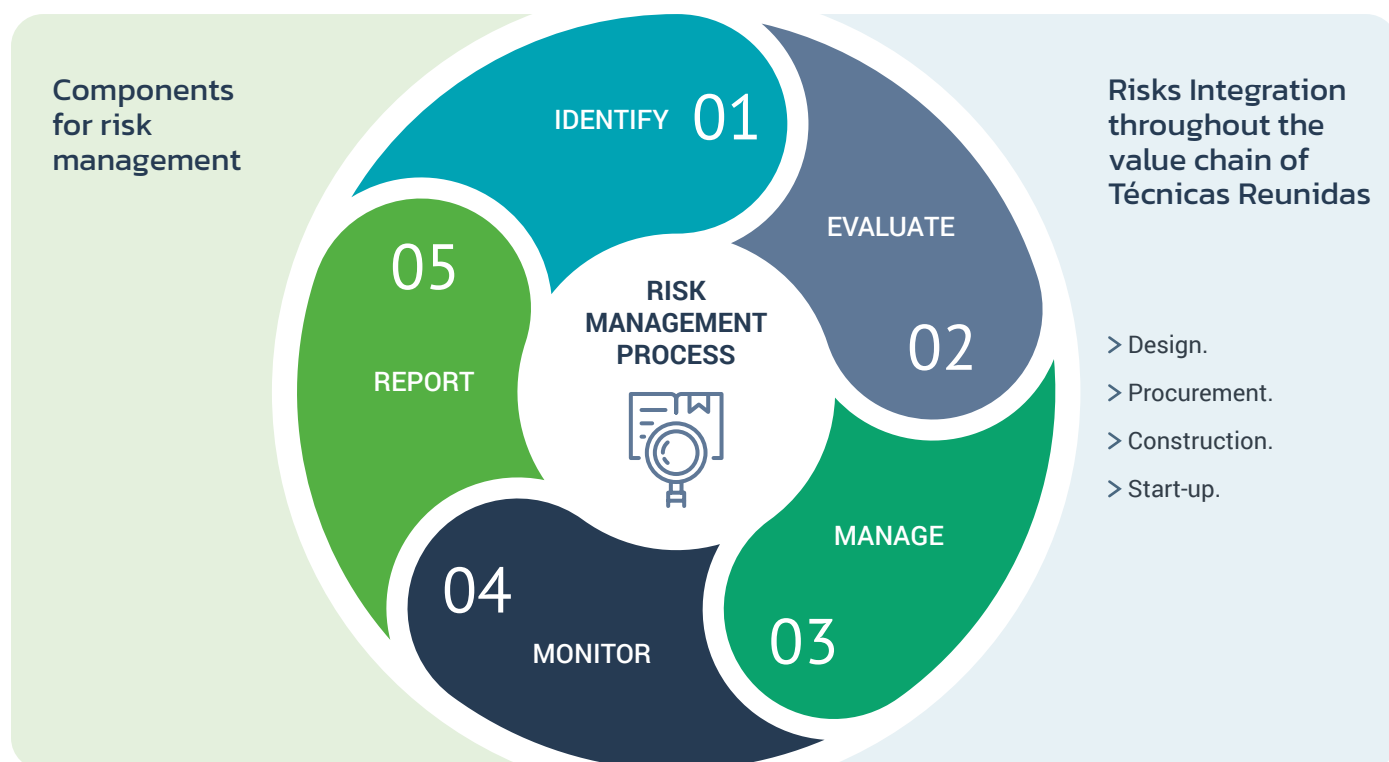 Components
for risk
management
IDENTIFY 01
EVALUATE
02
MANAGE
03
04
MONITOR
05
REPORT
RISK
MANAGEMENT
PROCESS
Risks Integration
throughout the
value chain of
Técnicas Reunidas
> Design.
> Procurement.
> Construction.
> Start-up.